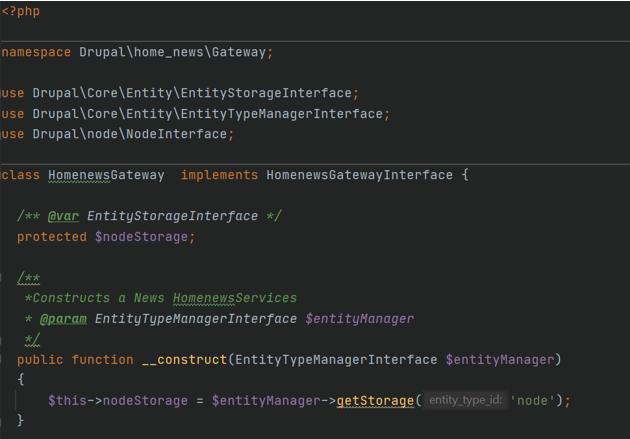 <?php
namespace Drupal\home_news\Gateway;
use Drupal\Core\Entity\EntityStorageInterface;
use Drupal\Core\Entity\EntityTypeManagerInterface;
use Drupal\node\NodeInterface;
class HomenewsGateway  implements HomenewsGatewayInterface {
/** @var EntityStorageInterface */
protected $nodeStorage;
/**
*Constructs a News HomenewsServices
* @param EntityTypeManagerInterface $entityManager
*/
public function __construct(EntityTypeManagerInterface $entityManager)
{
$this->nodeStorage = $entityManager->getStorage( entity_type_id: 'node');
}